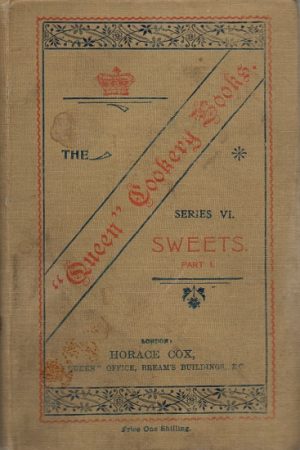 THE
"Queen" Cookery Books.
SERIES VI.
SWEETS.
PART I.
LONDON:
HORACE COX,
"QUEEN" OFFICE, BREAM'S BUILDINGS, E.C.
Price One Shilling.